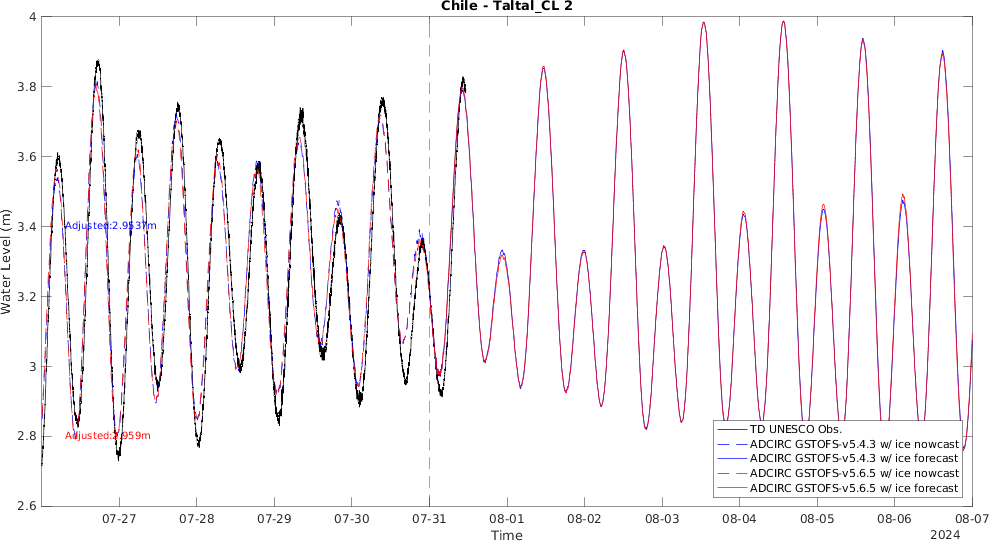 Chile - Taltal_CL 2
4
3.8
3.6
3.4
3.2
3
2.8
2.6
Water Level (m)
Adjusted:2.9537m
Adjusted:2.959m
TD UNESCO Obs.
ADCIRC GSTOFS-v5.4.3 w/ ice nowcast
ADCIRC GSTOFS-v5.4.3 w/ ice forecast
ADCIRC GSTOFS-v5.6.5 w/ ice nowcast
ADCIRC GSTOFS-v5.6.5 w/ ice forecast
07-27 07-28 07-29 07-30 07-31 08-01 08-02 08-03 08-04 08-05 08-06 08-07
Time
2024